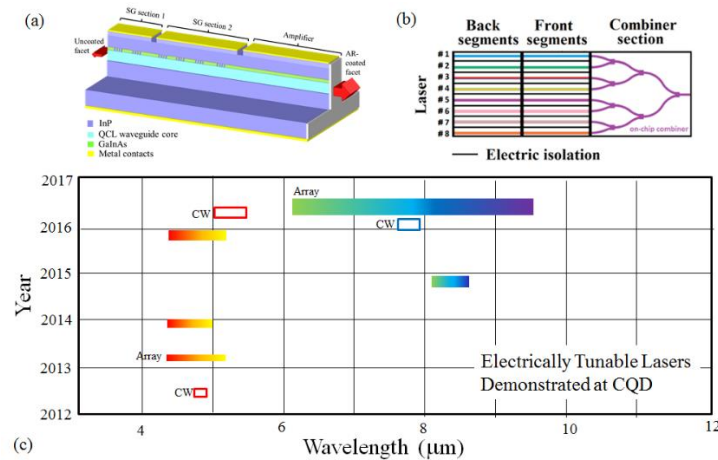 (a)
SG section 1
SG section 2
Amplifier
Uncoated
facet
AR-
coated
facet
InP
QCL waveguide core
GaInAs
Metal contacts
(b)
Back
segments
Front
segments
Combiner
section
Laser
#1
#2
#3
#4
#5
#6
#7
#8
on-chip combiner
Electric isolation
2017
2016
2015
2014
2013
2012
Year
CW
Array
CW
Array
CW
Electrically Tunable Lasers
Demonstrated at CQD
4
6
8
10
12
Wavelength (μm)
(c)